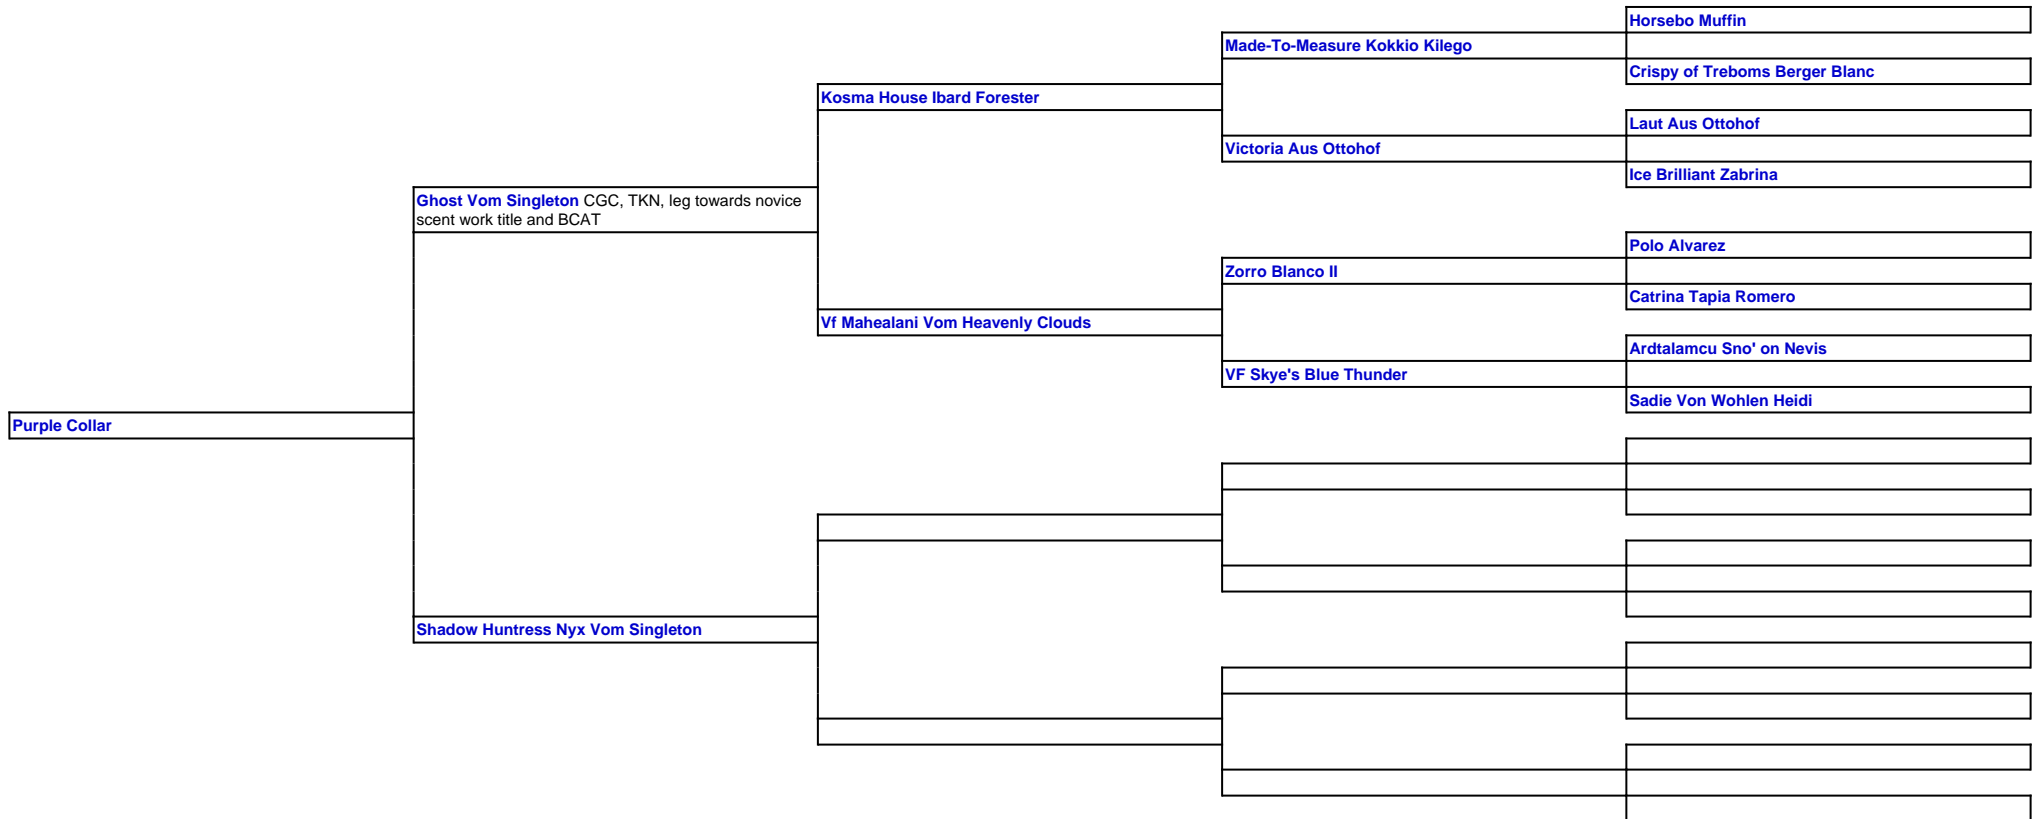 Horsebo Muffin
Made-To-Measure Kokkio Kilego
Crispy of Treboms Berger Blanc
Kosma House Ibard Forester
Laut Aus Ottohof
Victoria Aus Ottohof
Ice Brilliant Zabrina
Ghost Vom Singleton CGC, TKN, leg towards novice
scent work title and BCAT
Polo Alvarez
Zorro Blanco II
Catrina Tapia Romero
Vf Mahealani Vom Heavenly Clouds
Ardtalamcu Sno' on Nevis
VF Skye's Blue Thunder
Sadie Von Wohlen Heidi
Purple Collar
Shadow Huntress Nyx Vom Singleton